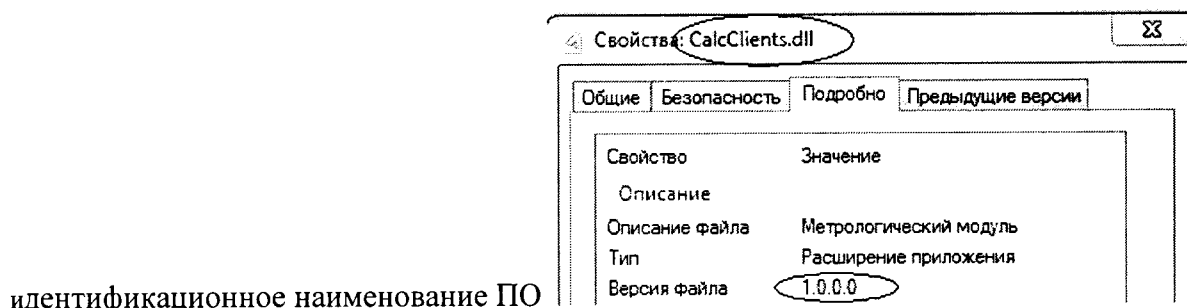 Свойства: CalcClients.dll
Общие Безопасность Подробно Предыдущие версии
Свойство Значение
Описание
Описание файла Метрологический модуль
Тип Расширение приложения
Версия файла 1.0.0.0
идентификационное наименование ПО